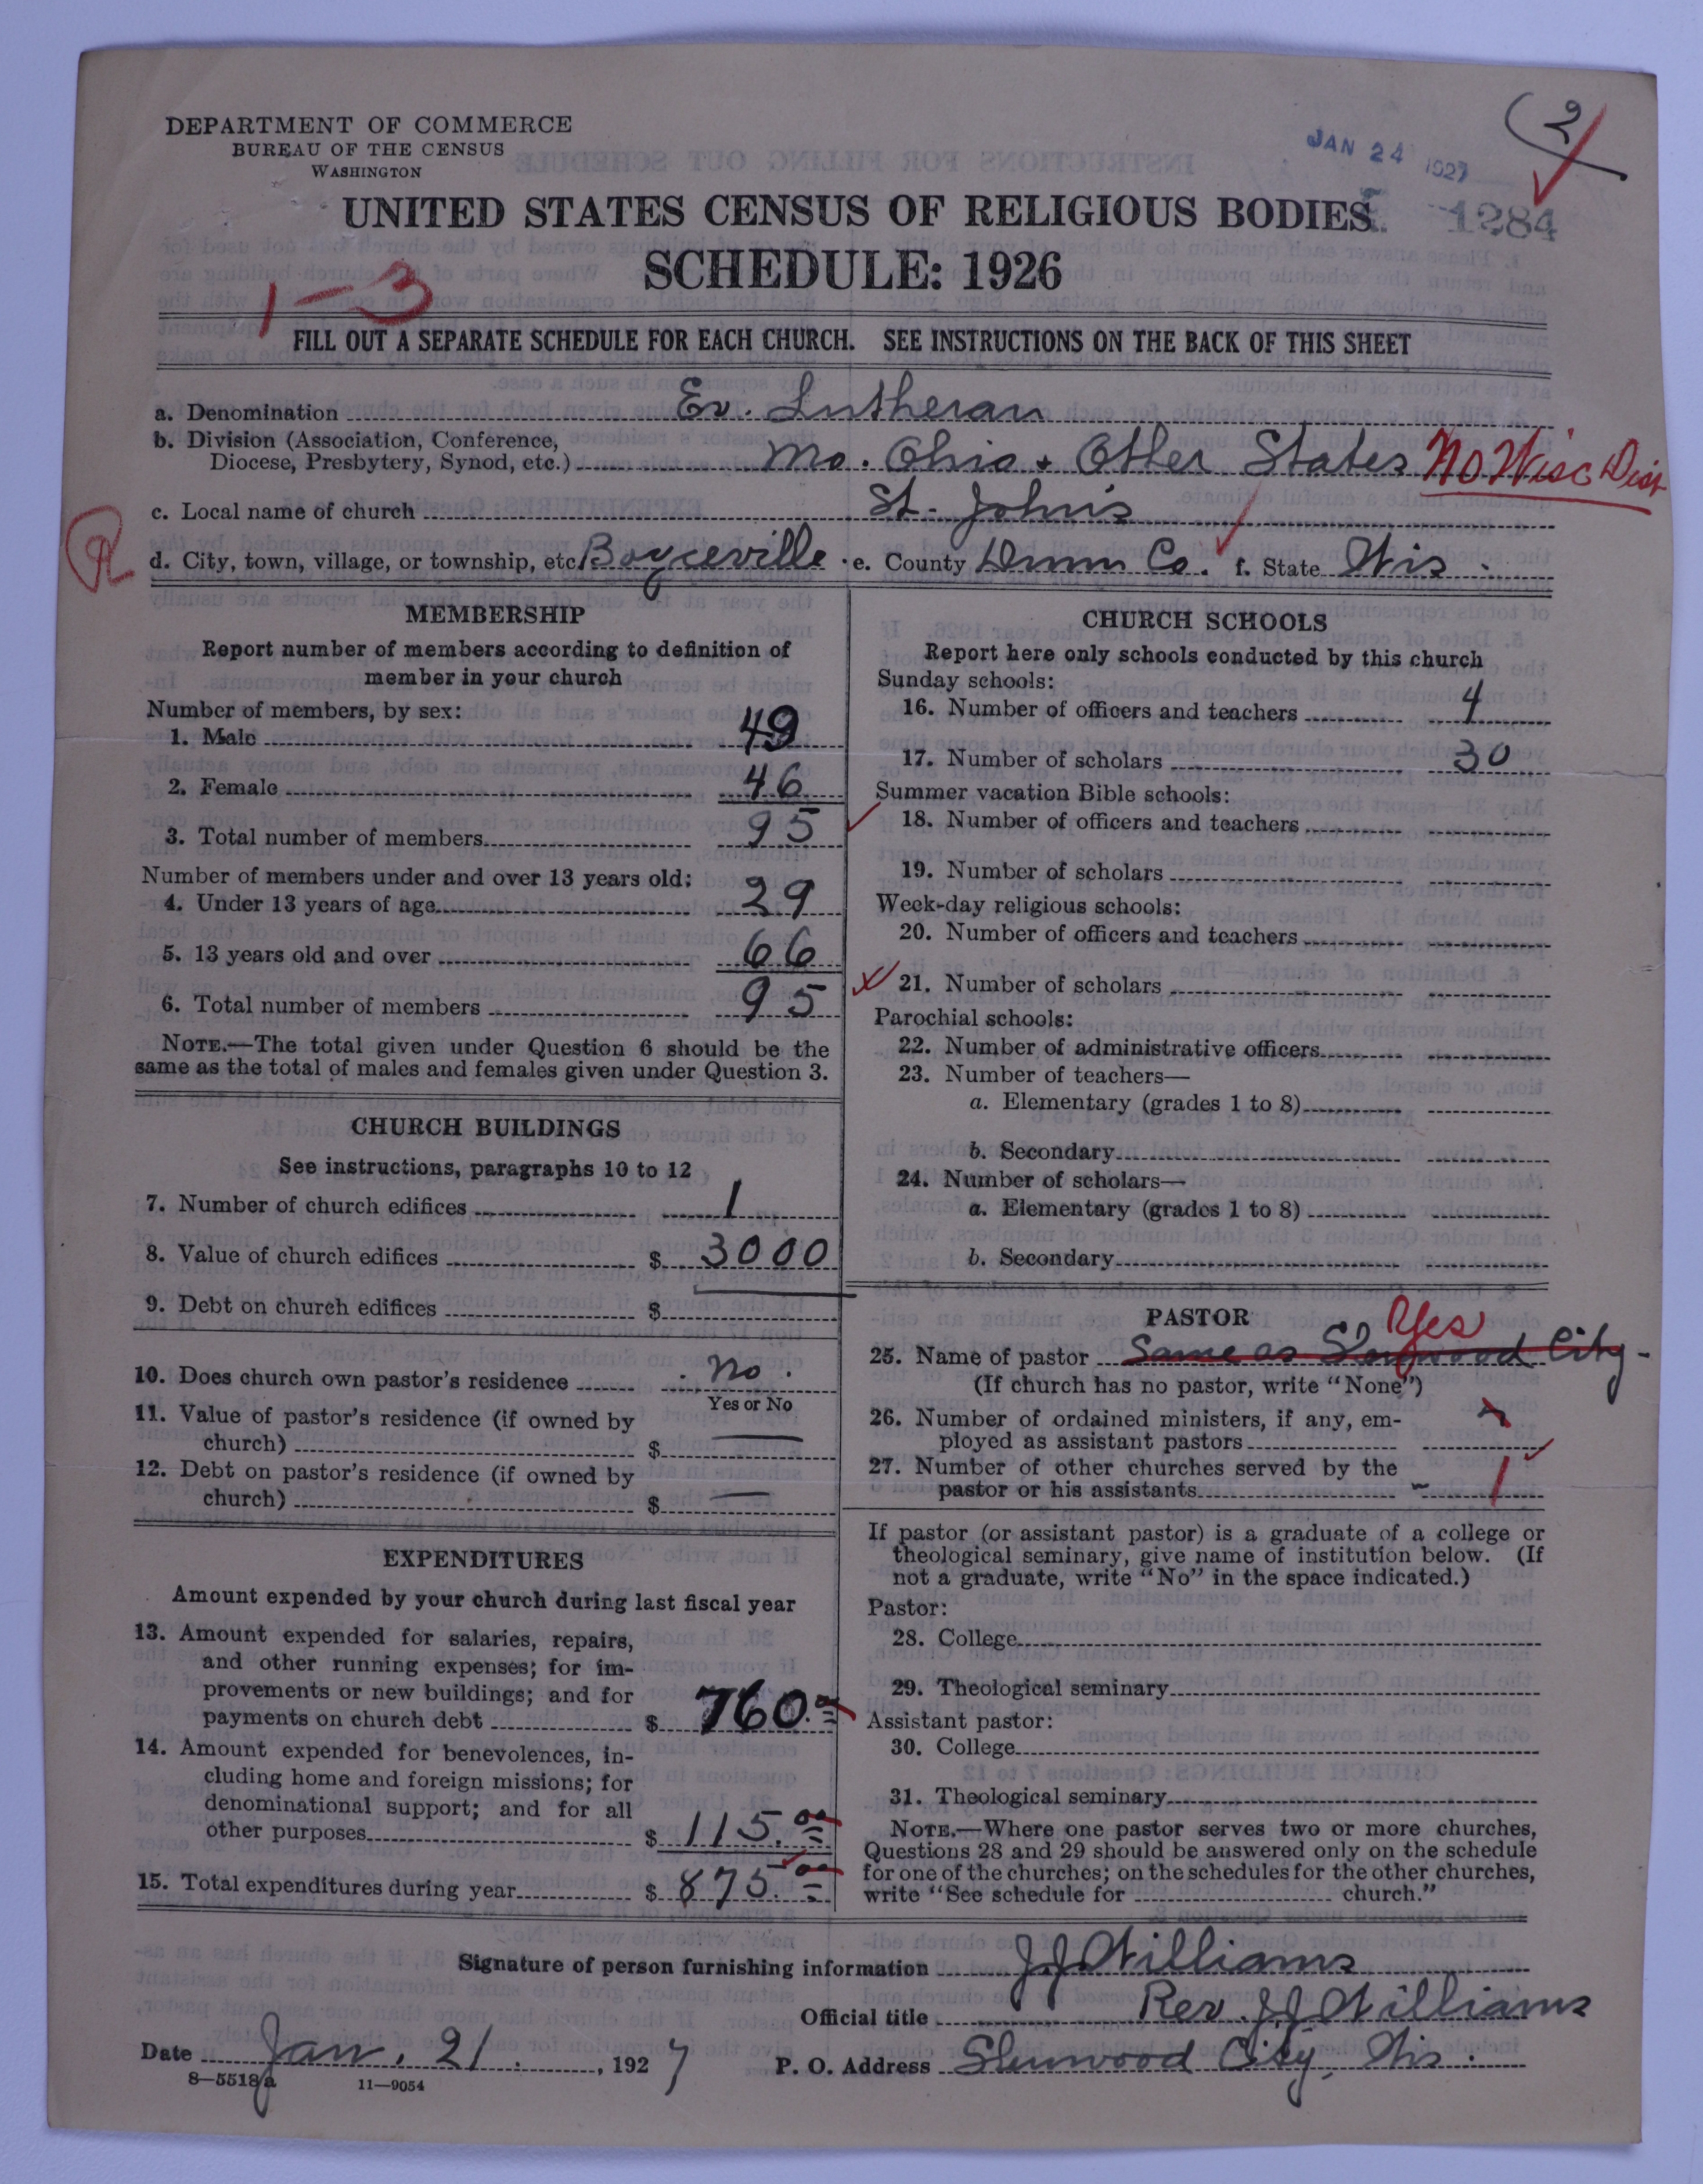 DEPARTMENT OF COMMERCE
BUREAU OF THE CENSUS
WASHINGTON
JAN 24 1927
2
UNITED STATES CENSUS OF RELIGIOUS BODIES
1284
SCHEDULE: 1926
1-3
FILL OUT A SEPARATE SCHEDULE FOR EACH CHURCH. SEE INSTRUCTIONS ON THE BACK OF THIS SHEET
a. Denomination Ev. Lutheran
b. Division (Association, Conference,
Diocese, Presbytery, Synod, etc.) Mo. Ohio + Other States No Wisc Dist
c. Local name of church St. John's
d. City, town, village, or township, etc. Boyceville. e. County Dunn Co. f. State Wis.
MEMBERSHIP
Report number of members according to definition of
member in your church
Number of members, by sex:
1. Male 49
2. Female 46
3. Total number of members 95
Number of members under and over 13 years old:
4. Under 13 years of age 29
5. 13 years old and over 66
6. Total number of members 95
NOTE.—The total given under Question 6 should be the
same as the total of males and females given under Question 3.
CHURCH BUILDINGS
See instructions, paragraphs 10 to 12
7. Number of church edifices 1
8. Value of church edifices $ 3000
9. Debt on church edifices $
10. Does church own pastor's residence No.
Yes or No
11. Value of pastor's residence (if owned by
church) $ —
12. Debt on pastor's residence (if owned by
church) $ —
EXPENDITURES
Amount expended by your church during last fiscal year
13. Amount expended for salaries, repairs,
and other running expenses; for im-
provements or new buildings; and for
payments on church debt $ 760.00
14. Amount expended for benevolences, in-
cluding home and foreign missions; for
denominational support; and for all
other purposes $ 115.00
15. Total expenditures during year $ 875.00
CHURCH SCHOOLS
Report here only schools conducted by this church
Sunday schools:
16. Number of officers and teachers 4
17. Number of scholars 30
Summer vacation Bible schools:
18. Number of officers and teachers
19. Number of scholars
Week-day religious schools:
20. Number of officers and teachers
21. Number of scholars
Parochial schools:
22. Number of administrative officers
23. Number of teachers—
a. Elementary (grades 1 to 8)
b. Secondary
24. Number of scholars—
a. Elementary (grades 1 to 8)
b. Secondary
PASTOR
Yes
25. Name of pastor Same as Glenwood City-
(If church has no pastor, write "None")
26. Number of ordained ministers, if any, em-
ployed as assistant pastors
27. Number of other churches served by the
pastor or his assistants 1
If pastor (or assistant pastor) is a graduate of a college or
theological seminary, give name of institution below. (If
not a graduate, write "No" in the space indicated.)
Pastor:
28. College
29. Theological seminary
Assistant pastor:
30. College
31. Theological seminary
NOTE.—Where one pastor serves two or more churches,
Questions 28 and 29 should be answered only on the schedule
for one of the churches; on the schedules for the other churches,
write "See schedule for church."
Signature of person furnishing information J J Williams
Official title Rev. J J Williams
Date Jan. 21., 1927 P. O. Address Glenwood City, Wis.
8—5518a 11—9054